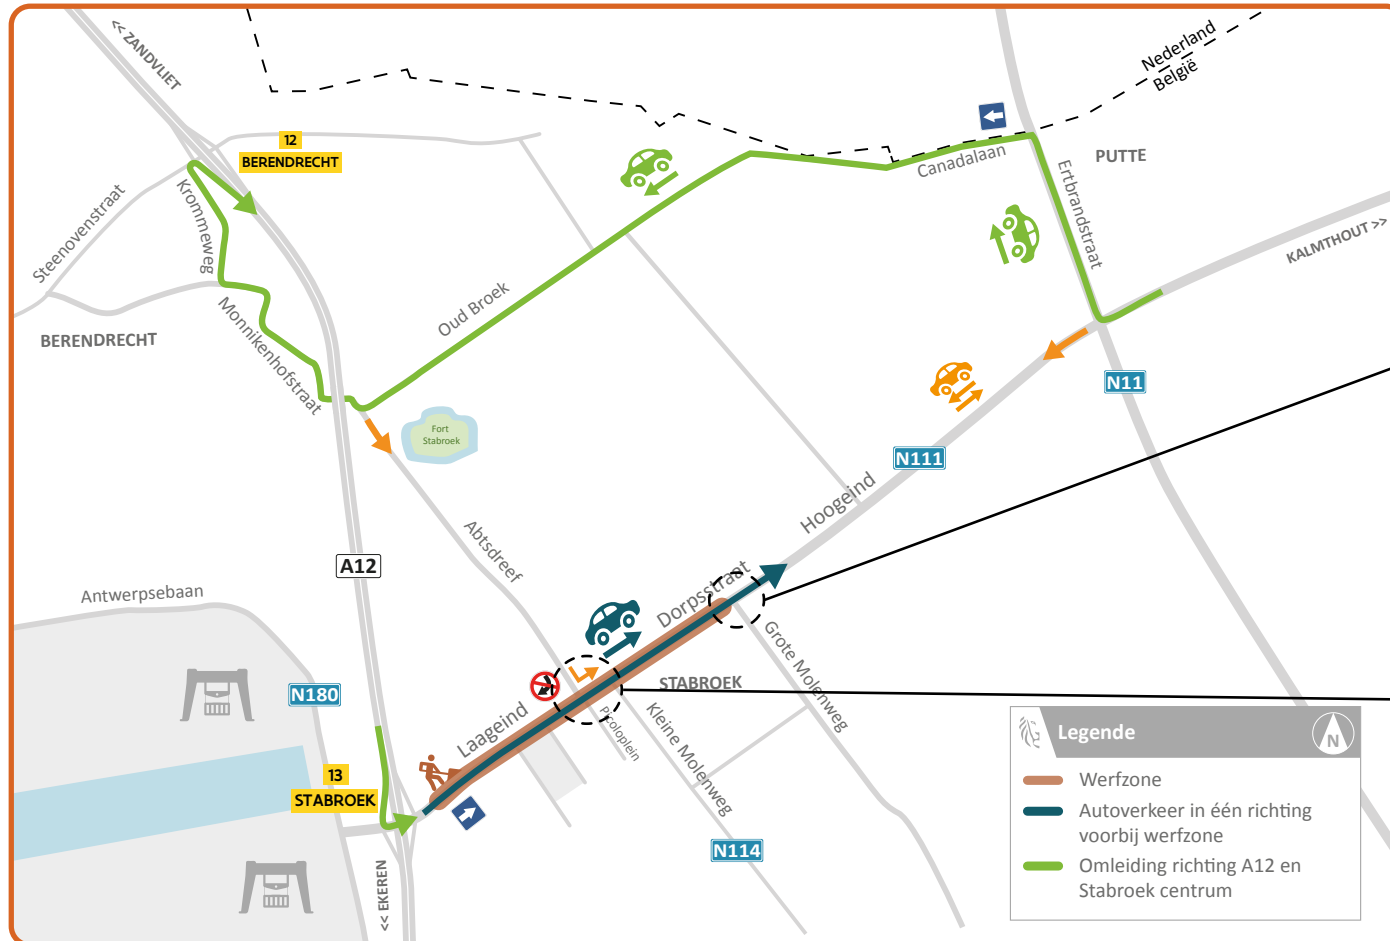 << ZANDVLIET
Nederland
België
12
BERENDRECHT
PUTTE
Canadalaan
Ertbrandstraat
Steenovenstraat
Krommeweg
KALMTHOUT >>
Monnikenhofstraat
Oud Broek
BERENDRECHT
N11
Fort
Stabroek
N111
Hoogeind
Abtsdreef
A12
Antwerpsebaan
Dorpsstraat
Grote Molenweg
N180
STABROEK
Laageind
Picoloplein
Kleine Molenweg
13
STABROEK
N114
<< EKEREN
Legende
N
Werfzone
Autoverkeer in één richting
voorbij werfzone
Omleiding richting A12 en
Stabroek centrum